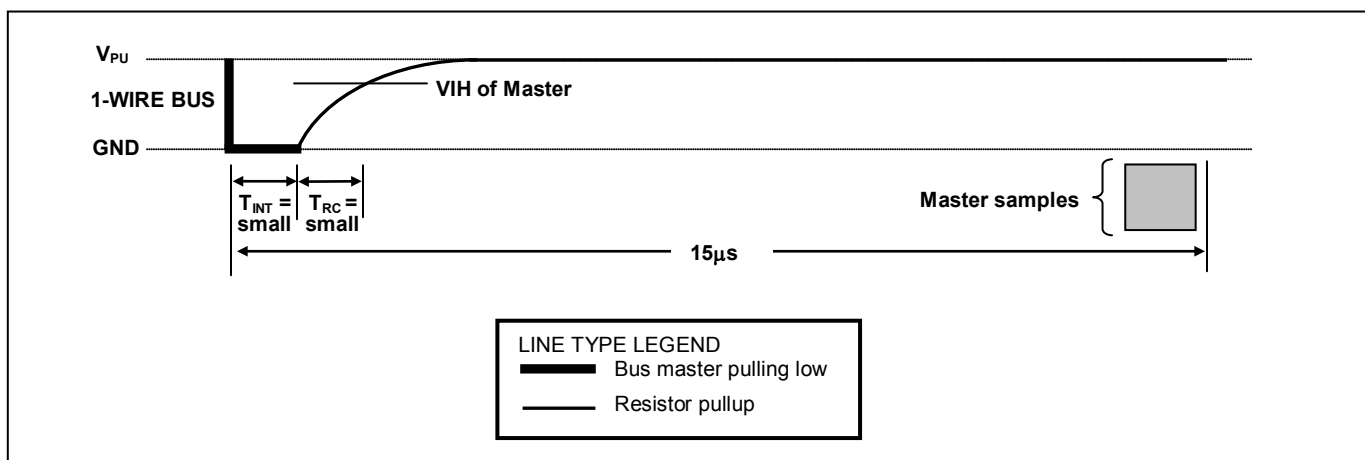 VPU
1-WIRE BUS
VIH of Master
GND
TINT =
small
TRC =
small
Master samples
15μs
LINE TYPE LEGEND
Bus master pulling low
Resistor pullup